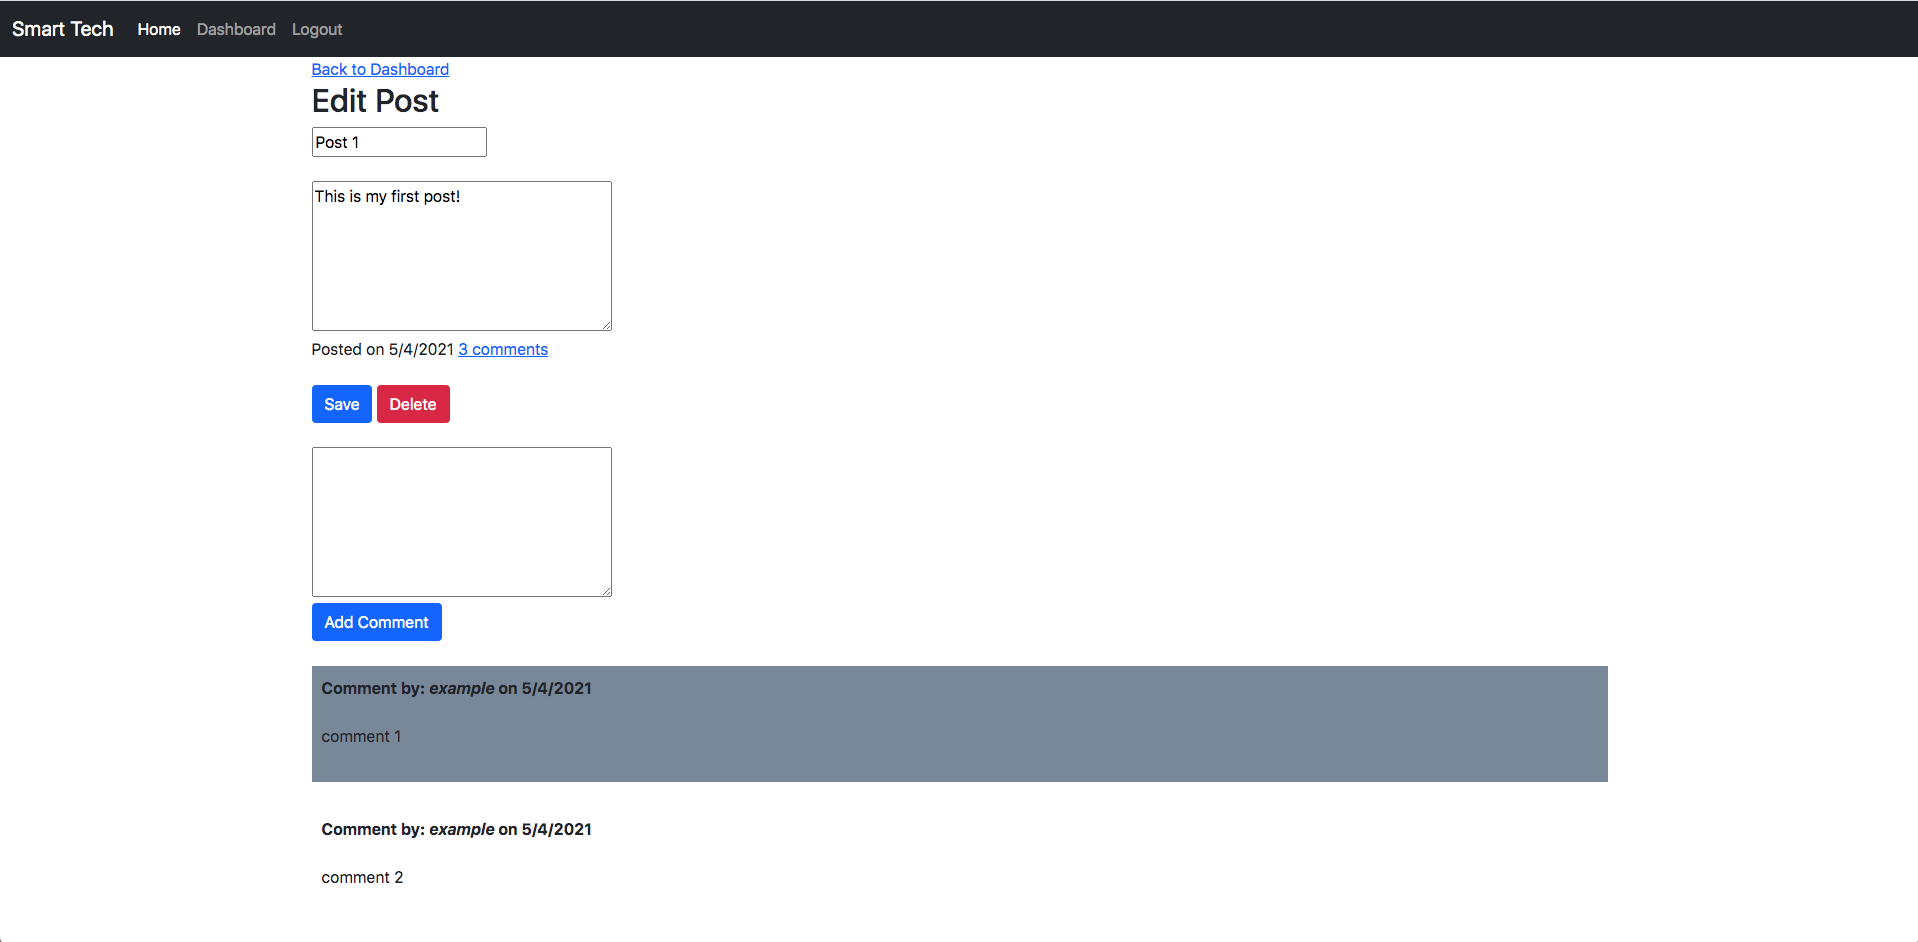 Smart Tech Home Dashboard Logout
Back to Dashboard
Edit Post
Post 1
This is my first post!
Posted on 5/4/2021 3 comments
Save Delete
Add Comment
Comment by: example on 5/4/2021
comment 1
Comment by: example on 5/4/2021
comment 2